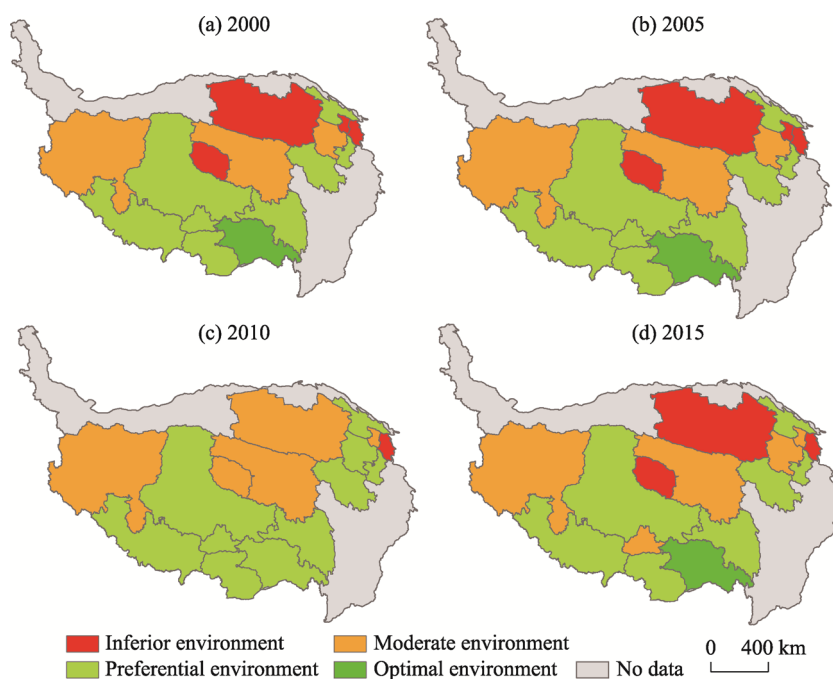 (a) 2000
(b) 2005
(c) 2010
(d) 2015
Inferior environment
Moderate environment
0 400 km
Preferential environment
Optimal environment
No data